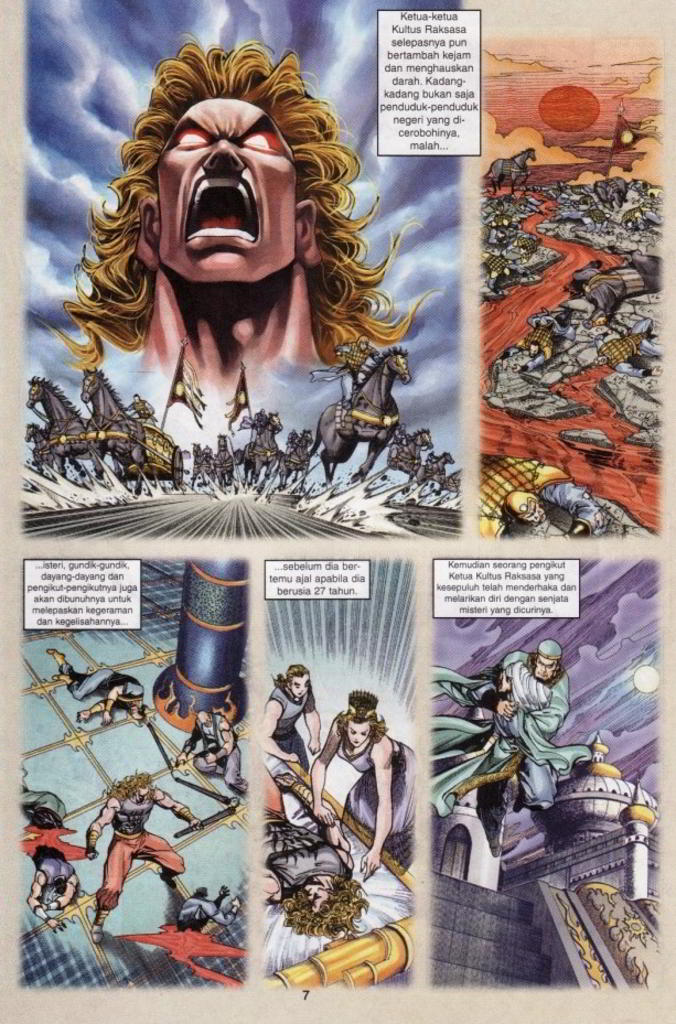 Ketua-ketua
Kultus Raksasa
selepasnya pun
bertambah kejam
dan menghauskan
darah. Kadang-
kadang bukan saja
penduduk-penduduk
negeri yang di-
cerobohinya,
malah...
...isteri, gundik-gundik,
dayang-dayang dan
pengikut-pengikutnya juga
akan dibunuhnya untuk
melepaskan kegeraman
dan kegelisahannya...
...sebelum dia ber-
temu ajal apabila dia
berusia 27 tahun.
Kemudian seorang pengikut
Ketua Kultus Raksasa yang
kesepuluh telah menderhaka dan
melarikan diri dengan senjata
misteri yang dicurinya.
7